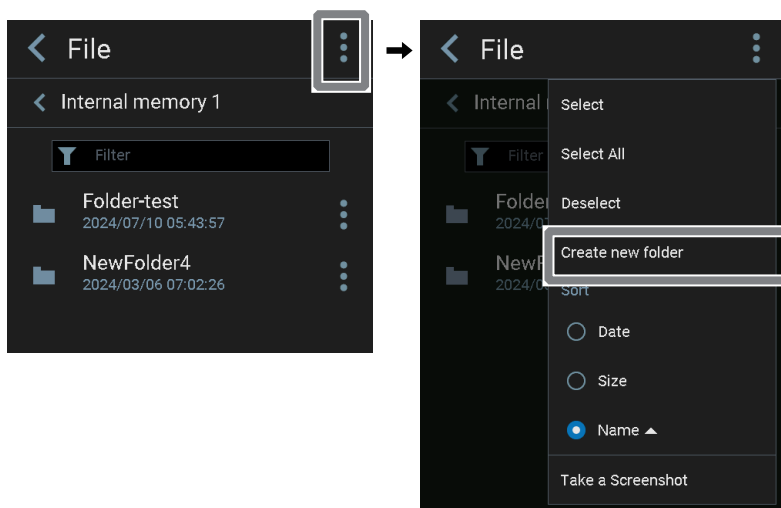 File
Internal memory 1
Filter
Folder-test
2024/07/10 05:43:57
NewFolder4
2024/03/06 07:02:26
File
Internal
Filter
Folde
2024/07
NewF
2024/0
Select
Select All
Deselect
Create new folder
Sort
Date
Size
Name
Take a Screenshot